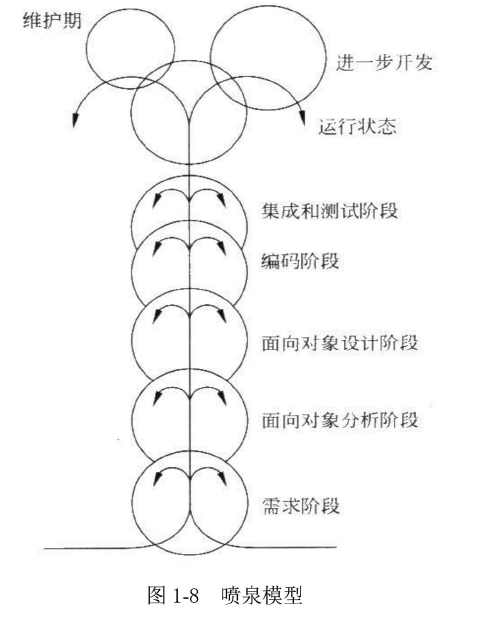 维护期
进一步开发
运行状态
集成和测试阶段
编码阶段
面向对象设计阶段
面向对象分析阶段
需求阶段
图 1-8 喷泉模型